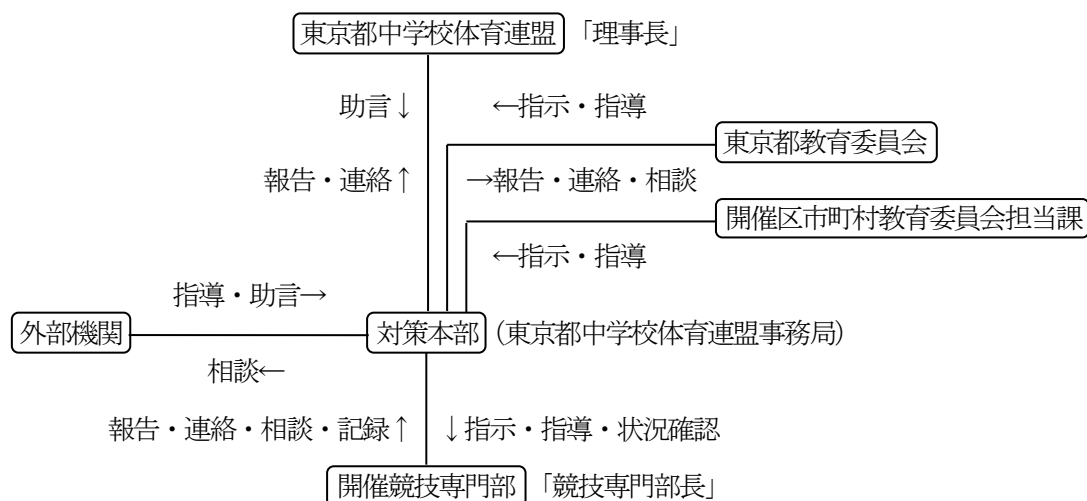 東京都中学校体育連盟 「理事長」
助言↓ ←指示・指導
東京都教育委員会
報告・連絡↑ →報告・連絡・相談
開催区市町村教育委員会担当課
←指示・指導
指導・助言→
外部機関 対策本部 (東京都中学校体育連盟事務局)
相談←
報告・連絡・相談・記録↑ ↓指示・指導・状況確認
開催競技専門部 「競技専門部長」